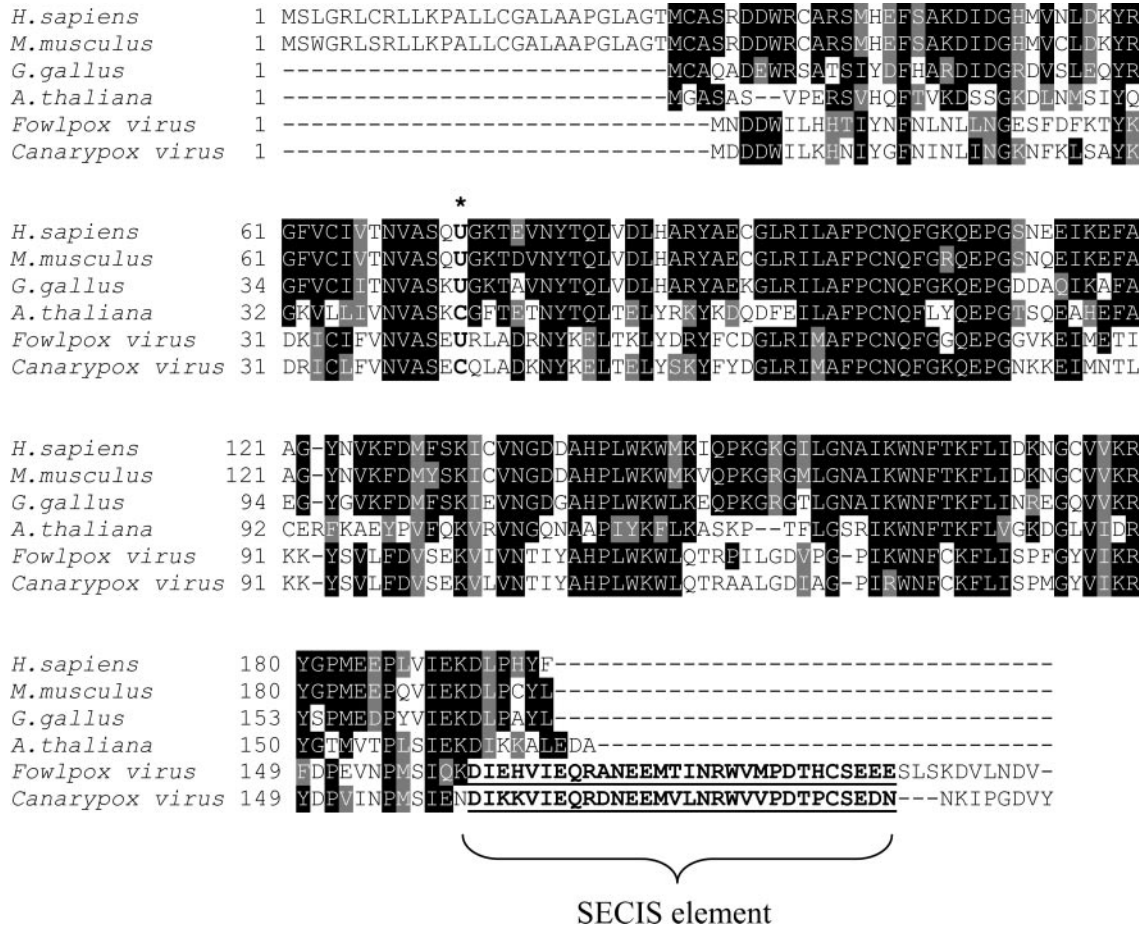 H.sapiens 1 MSLGRLCRLLKPALLCGALAAPGLAGTMCASRDDWRCARSMHEFSAKDIDGHMVNLDKYR
M.musculus 1 MSWGRLSRLLKPALLCGALAAPGLAGTMCASRDDWRCARSMHEFSAKDIDGHMVCLDKYR
G.gallus 1 ---------------------------MCAQADEWRSATSIYDFHARDIDGRDVSLEQYR
A.thaliana 1 ---------------------------MGASAS--VPERSVHQFTVKDSSGKDLNMSIYQ
Fowlpox virus 1 ------------------------------MNDDWILHHTIYNFNLNLLNGESFDFKTYK
Canarypox virus 1 ------------------------------MDDDWILKHNIYGFNINLINGKNFKLSAYK
*
H.sapiens 61 GFVCIVTNVASQUGKTEVNYTQLVDLHARYAECGLRILAFPCNQFGKQEPGSNEEIKEFA
M.musculus 61 GFVCIVTNVASQUGKTDVNYTQLVDLHARYAECGLRILAFPCNQFGRQEPGSNQEIKEFA
G.gallus 34 GFVCIITNVASKUGKTAVNYTQLVDLHARYAEKGLRILAFPCNQFGKQEPGDDAQIKAFA
A.thaliana 32 GKVLLIVNVASKCGFTETNYTQLTELYRKYKDQDFEILAFPCNQFLYQEPGTSQEAHEFA
Fowlpox virus 31 DKICIFVNVASEURLADRNYKELTKLYDRYFCDGLRIMAFPCNQFGGQEPGGVKEIMETI
Canarypox virus 31 DRICLFVNVASECQLADKNYKELTELYSKYFYDGLRIMAFPCNQFGKQEPGNKKEIMNTL
H.sapiens 121 AG-YNVKFDMFSKICVNGDDAHPLWKWMKIQPKGKGILGNAIKWNFTKFLIDKNGCVVKR
M.musculus 121 AG-YNVKFDMYSKICVNGDDAHPLWKWMKVQPKGRGMLGNAIKWNFTKFLIDKNGCVVKR
G.gallus 94 EG-YGVKFDMFSKIEVNGDGAHPLWKWLKEQPKGRGTLGNAIKWNFTKFLINREGQVVKR
A.thaliana 92 CERFKAEYPVFQKVRVNGQNAAPIYKFLKASKP--TFLGSRIKWNFTKFLVGKDGLVIDR
Fowlpox virus 91 KK-YSVLFDVSEKVIVNTIYAHPLWKWLQTRPILGDVPG-PIKWNFCKFLISPFGYVIKR
Canarypox virus 91 KK-YSVLFDVSEKVLVNTIYAHPLWKWLQTRAALGDIAG-PIRWNFCKFLISPMGYVIKR
H.sapiens 180 YGPMEEPLVIEKDLPHYF-----------------------------------
M.musculus 180 YGPMEEPQVIEKDLPCYL-----------------------------------
G.gallus 153 YSPMEDPYVIEKDLPAYL-----------------------------------
A.thaliana 150 YGTMVTPLSIEKDIKKALEDA--------------------------------
Fowlpox virus 149 FDPEVNPMSIQKDIEHVIEQRANEEMTINRWVMPDTHCSEEESLSKDVLNDV-
Canarypox virus 149 YDPVINPMSIENDIKKVIEQRDNEEMVLNRWVVPDTPCSEDN---NKIPGDVY
SECIS element